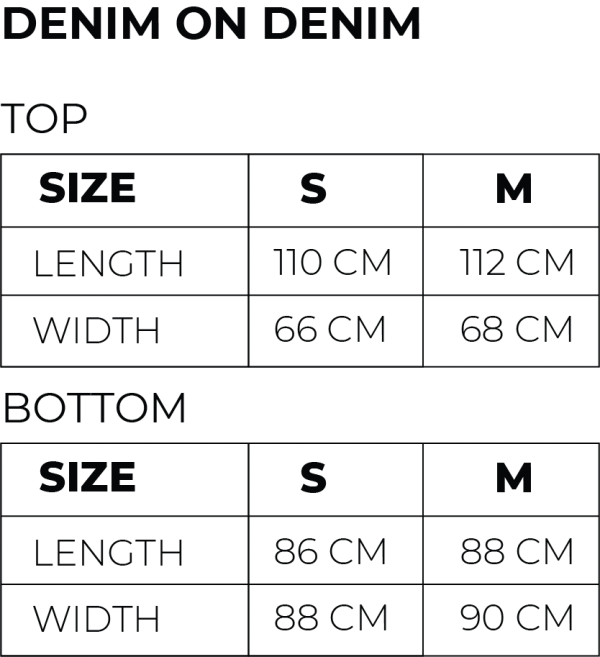 DENIM ON DENIM
TOP
SIZE S M
LENGTH 110 CM 112 CM
WIDTH 66 CM 68 CM
BOTTOM
SIZE S M
LENGTH 86 CM 88 CM
WIDTH 88 CM 90 CM